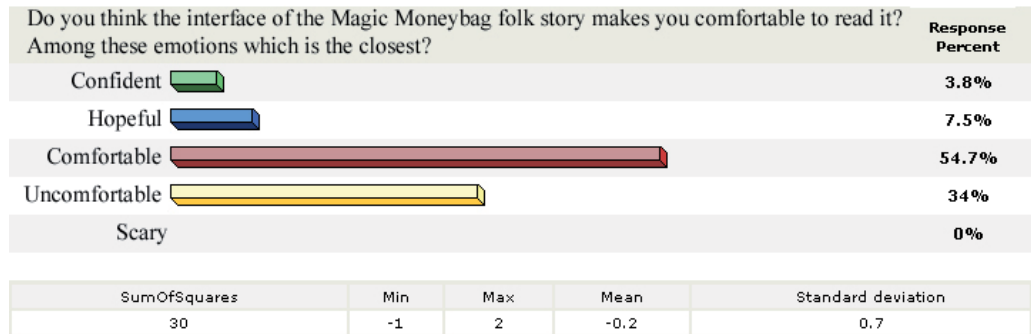 Do you think the interface of the Magic Moneybag folk story makes you comfortable to read it?
Among these emotions which is the closest?
Response
Percent
Confident 3.8%
Hopeful 7.5%
Comfortable 54.7%
Uncomfortable 34%
Scary 0%
SumOfSquares Min Max Mean Standard deviation
30 -1 2 -0.2 0.7